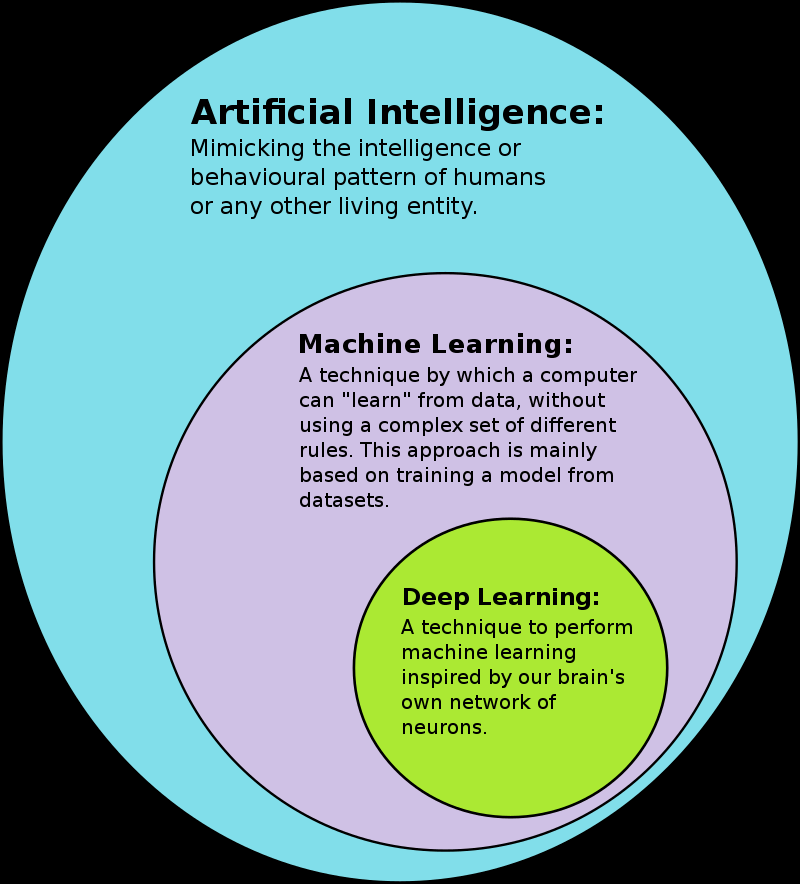 Artificial Intelligence:
Mimicking the intelligence or
behavioural pattern of humans
or any other living entity.
Machine Learning:
A technique by which a computer
can "learn" from data, without
using a complex set of different
rules. This approach is mainly
based on training a model from
datasets.
Deep Learning:
A technique to perform
machine learning
inspired by our brain's
own network of
neurons.